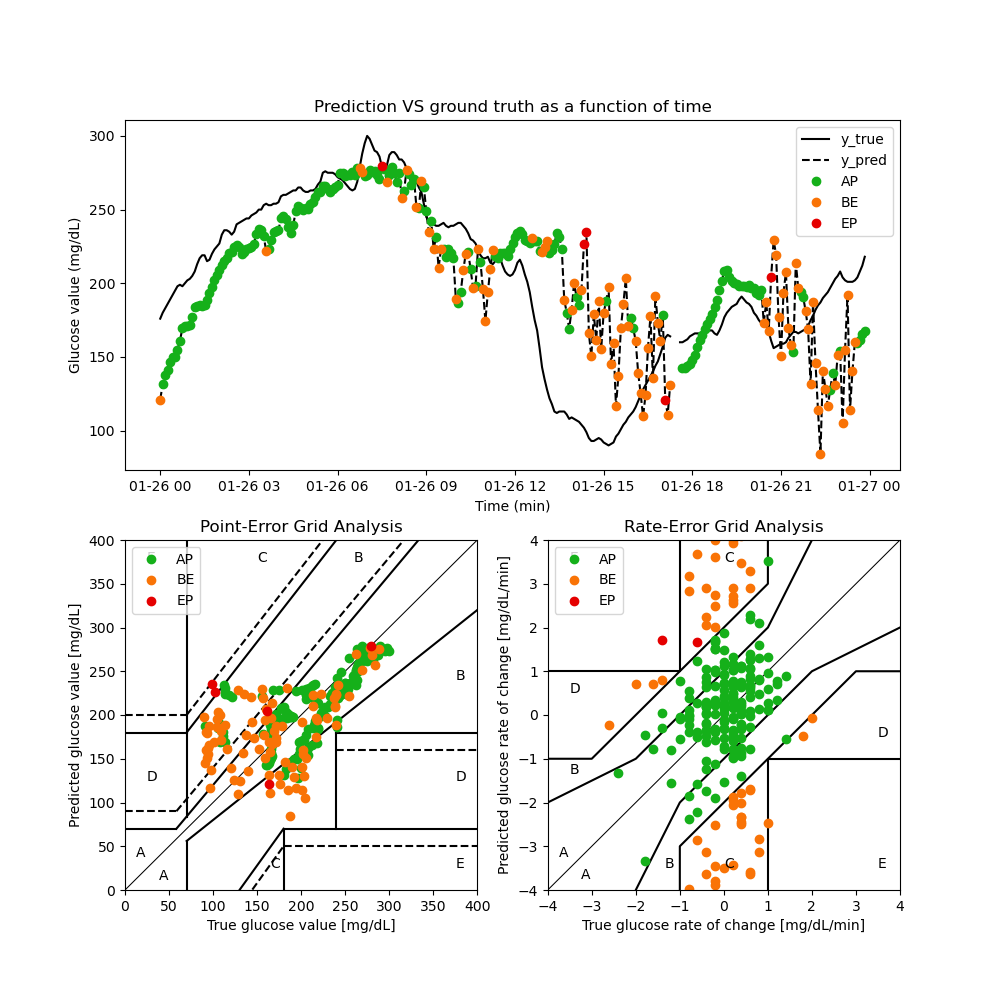 Prediction VS ground truth as a function of time
Glucose value (mg/dL)
300
250
200
150
100
y_true
y_pred
AP
BE
EP
01-26 00 01-26 03 01-26 06 01-26 09 01-26 12 01-26 15 01-26 18 01-26 21 01-27 00
Time (min)
Point-Error Grid Analysis
Predicted glucose value [mg/dL]
400
350
300
250
200
150
100
50
0
AP
BE
EP
C
B
B
D
D
A
A
C
E
0 50 100 150 200 250 300 350 400
True glucose value [mg/dL]
Rate-Error Grid Analysis
Predicted glucose rate of change [mg/dL/min]
4
3
2
1
0
−1
−2
−3
−4
AP
BE
EP
C
D
D
B
A
A
B
C
E
−4 −3 −2 −1 0 1 2 3 4
True glucose rate of change [mg/dL/min]